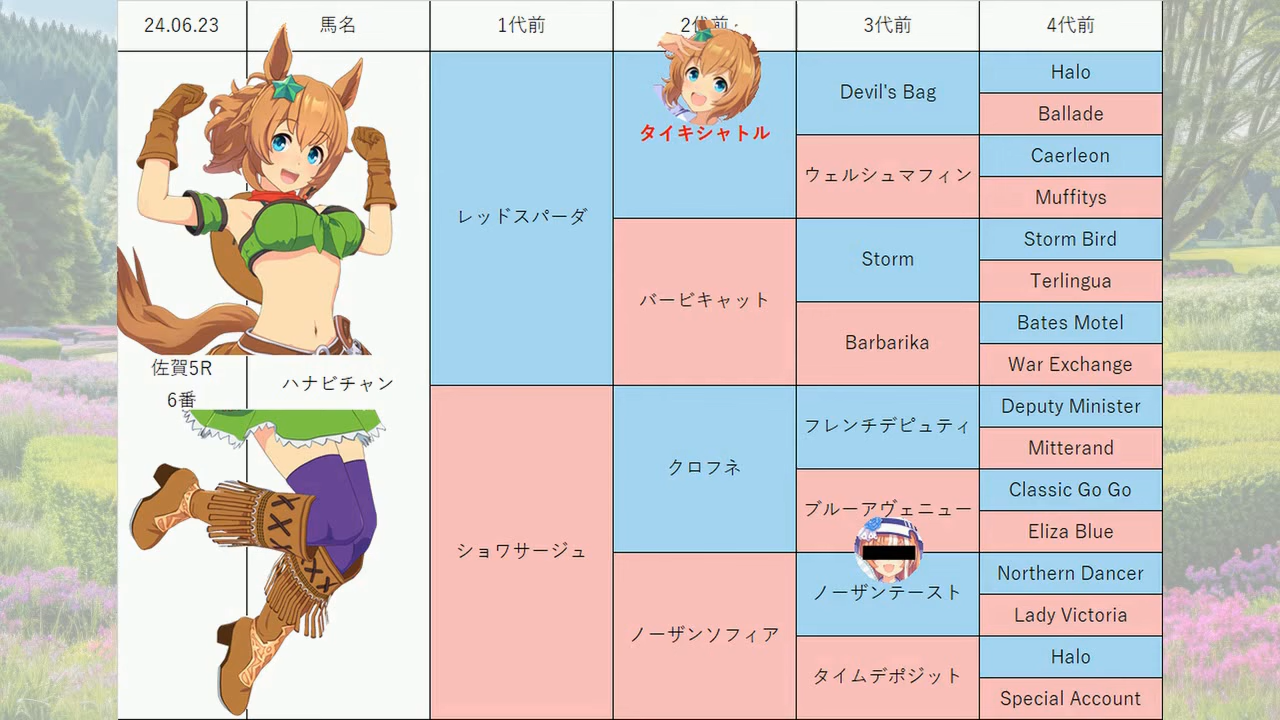 24.06.23
馬名
1代前
2代前
3代前
4代前
佐賀5R
6番
ハナビチャン
レッドスパーダ
ショワサージュ
タイキシャトル
バービキャット
クロフネ
ノーザンソフィア
Devil's Bag
ウェルシュマフィン
Storm
Barbarika
フレンチデピュティ
ブルーアヴェニュー
ノーザンテースト
タイムデポジット
Halo
Ballade
Caerleon
Muffitys
Storm Bird
Terlingua
Bates Motel
War Exchange
Deputy Minister
Mitterand
Classic Go Go
Eliza Blue
Northern Dancer
Lady Victoria
Halo
Special Account